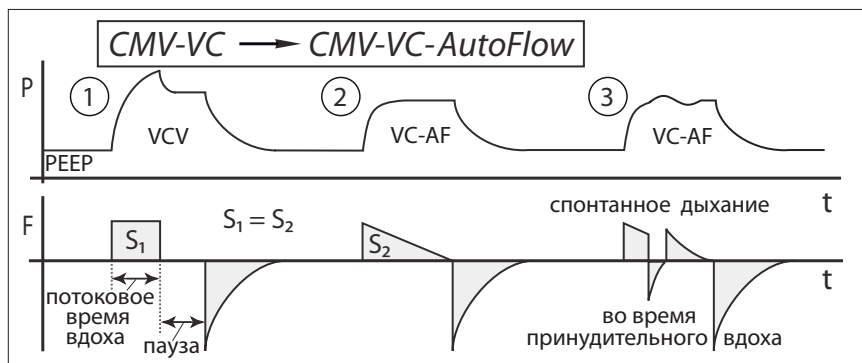 CMV-VC → CMV-VC-AutoFlow
P
1
2
3
VCV
VC-AF
VC-AF
PEEP
t
F
S₁
S₁ = S₂
S₂
спонтанное дыхание
t
потоковое
время
вдоха
пауза
во время
принудительного вдоха